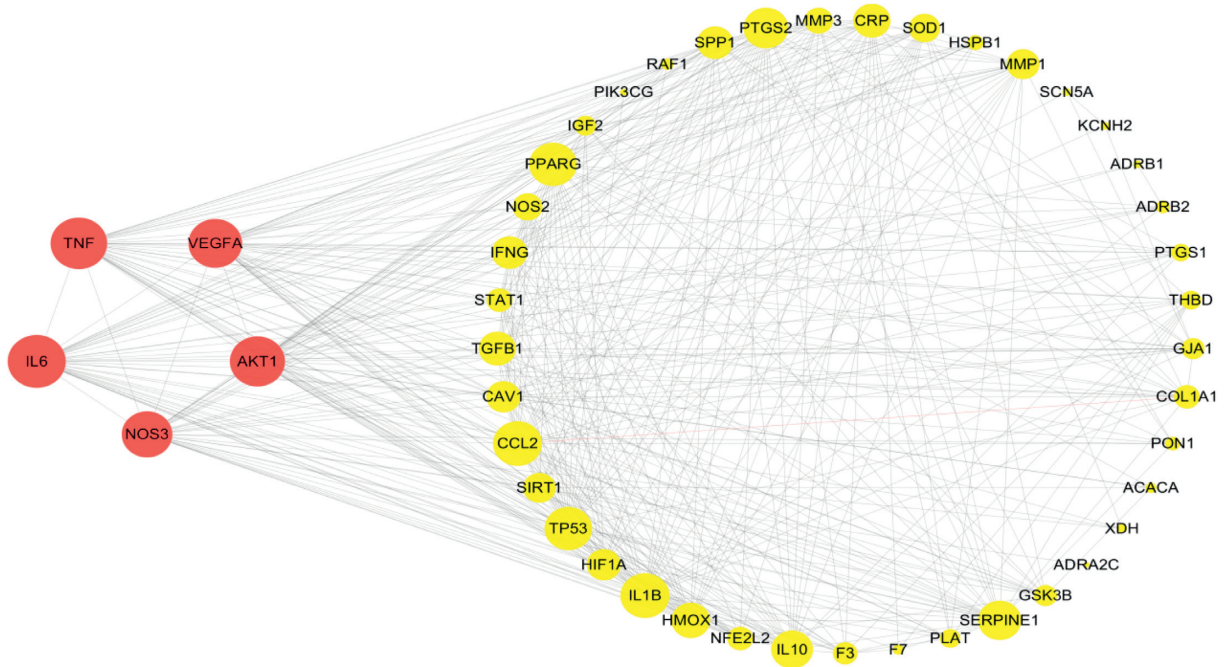 TNF
VEGFA
IL6
AKT1
NOS3
CRP
MMP3
PTGS2
SOD1
SPP1
HSPB1
RAF1
MMP1
PIK3CG
SCN5A
IGF2
KCNH2
PPARG
ADRB1
NOS2
ADRB2
IFNG
PTGS1
STAT1
THBD
TGFB1
GJA1
CAV1
COL1A1
CCL2
PON1
SIRT1
ACACA
TP53
XDH
HIF1A
ADRA2C
IL1B
GSK3B
HMOX1
SERPINE1
NFE2L2
PLAT
IL10
F3
F7